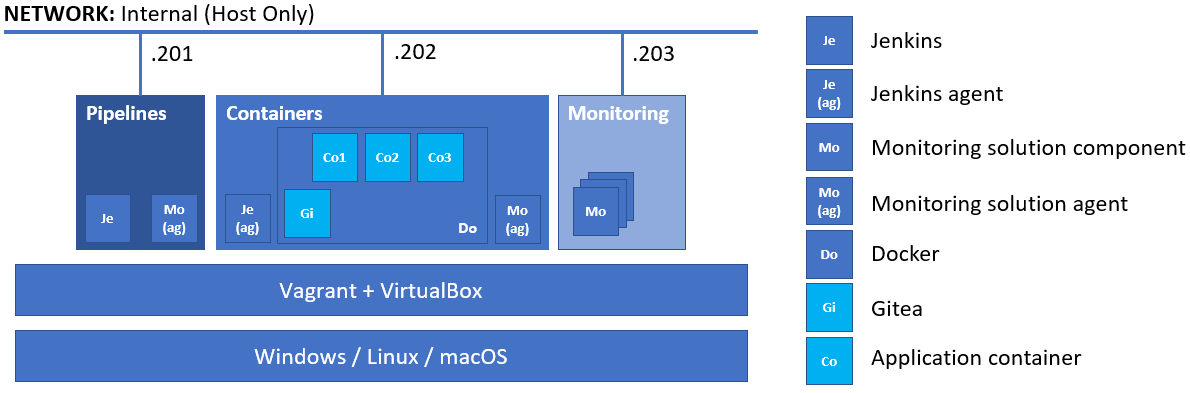 NETWORK: Internal (Host Only)
.201
.202
.203
Pipelines
Je
Mo
(ag)
Containers
Co1
Co2
Co3
Je
(ag)
Gi
Do
Mo
(ag)
Monitoring
Mo
Vagrant + VirtualBox
Windows / Linux / macOS
Je
Jenkins
Je
(ag)
Jenkins agent
Mo
Monitoring solution component
Mo
(ag)
Monitoring solution agent
Do
Docker
Gi
Gitea
Co
Application container